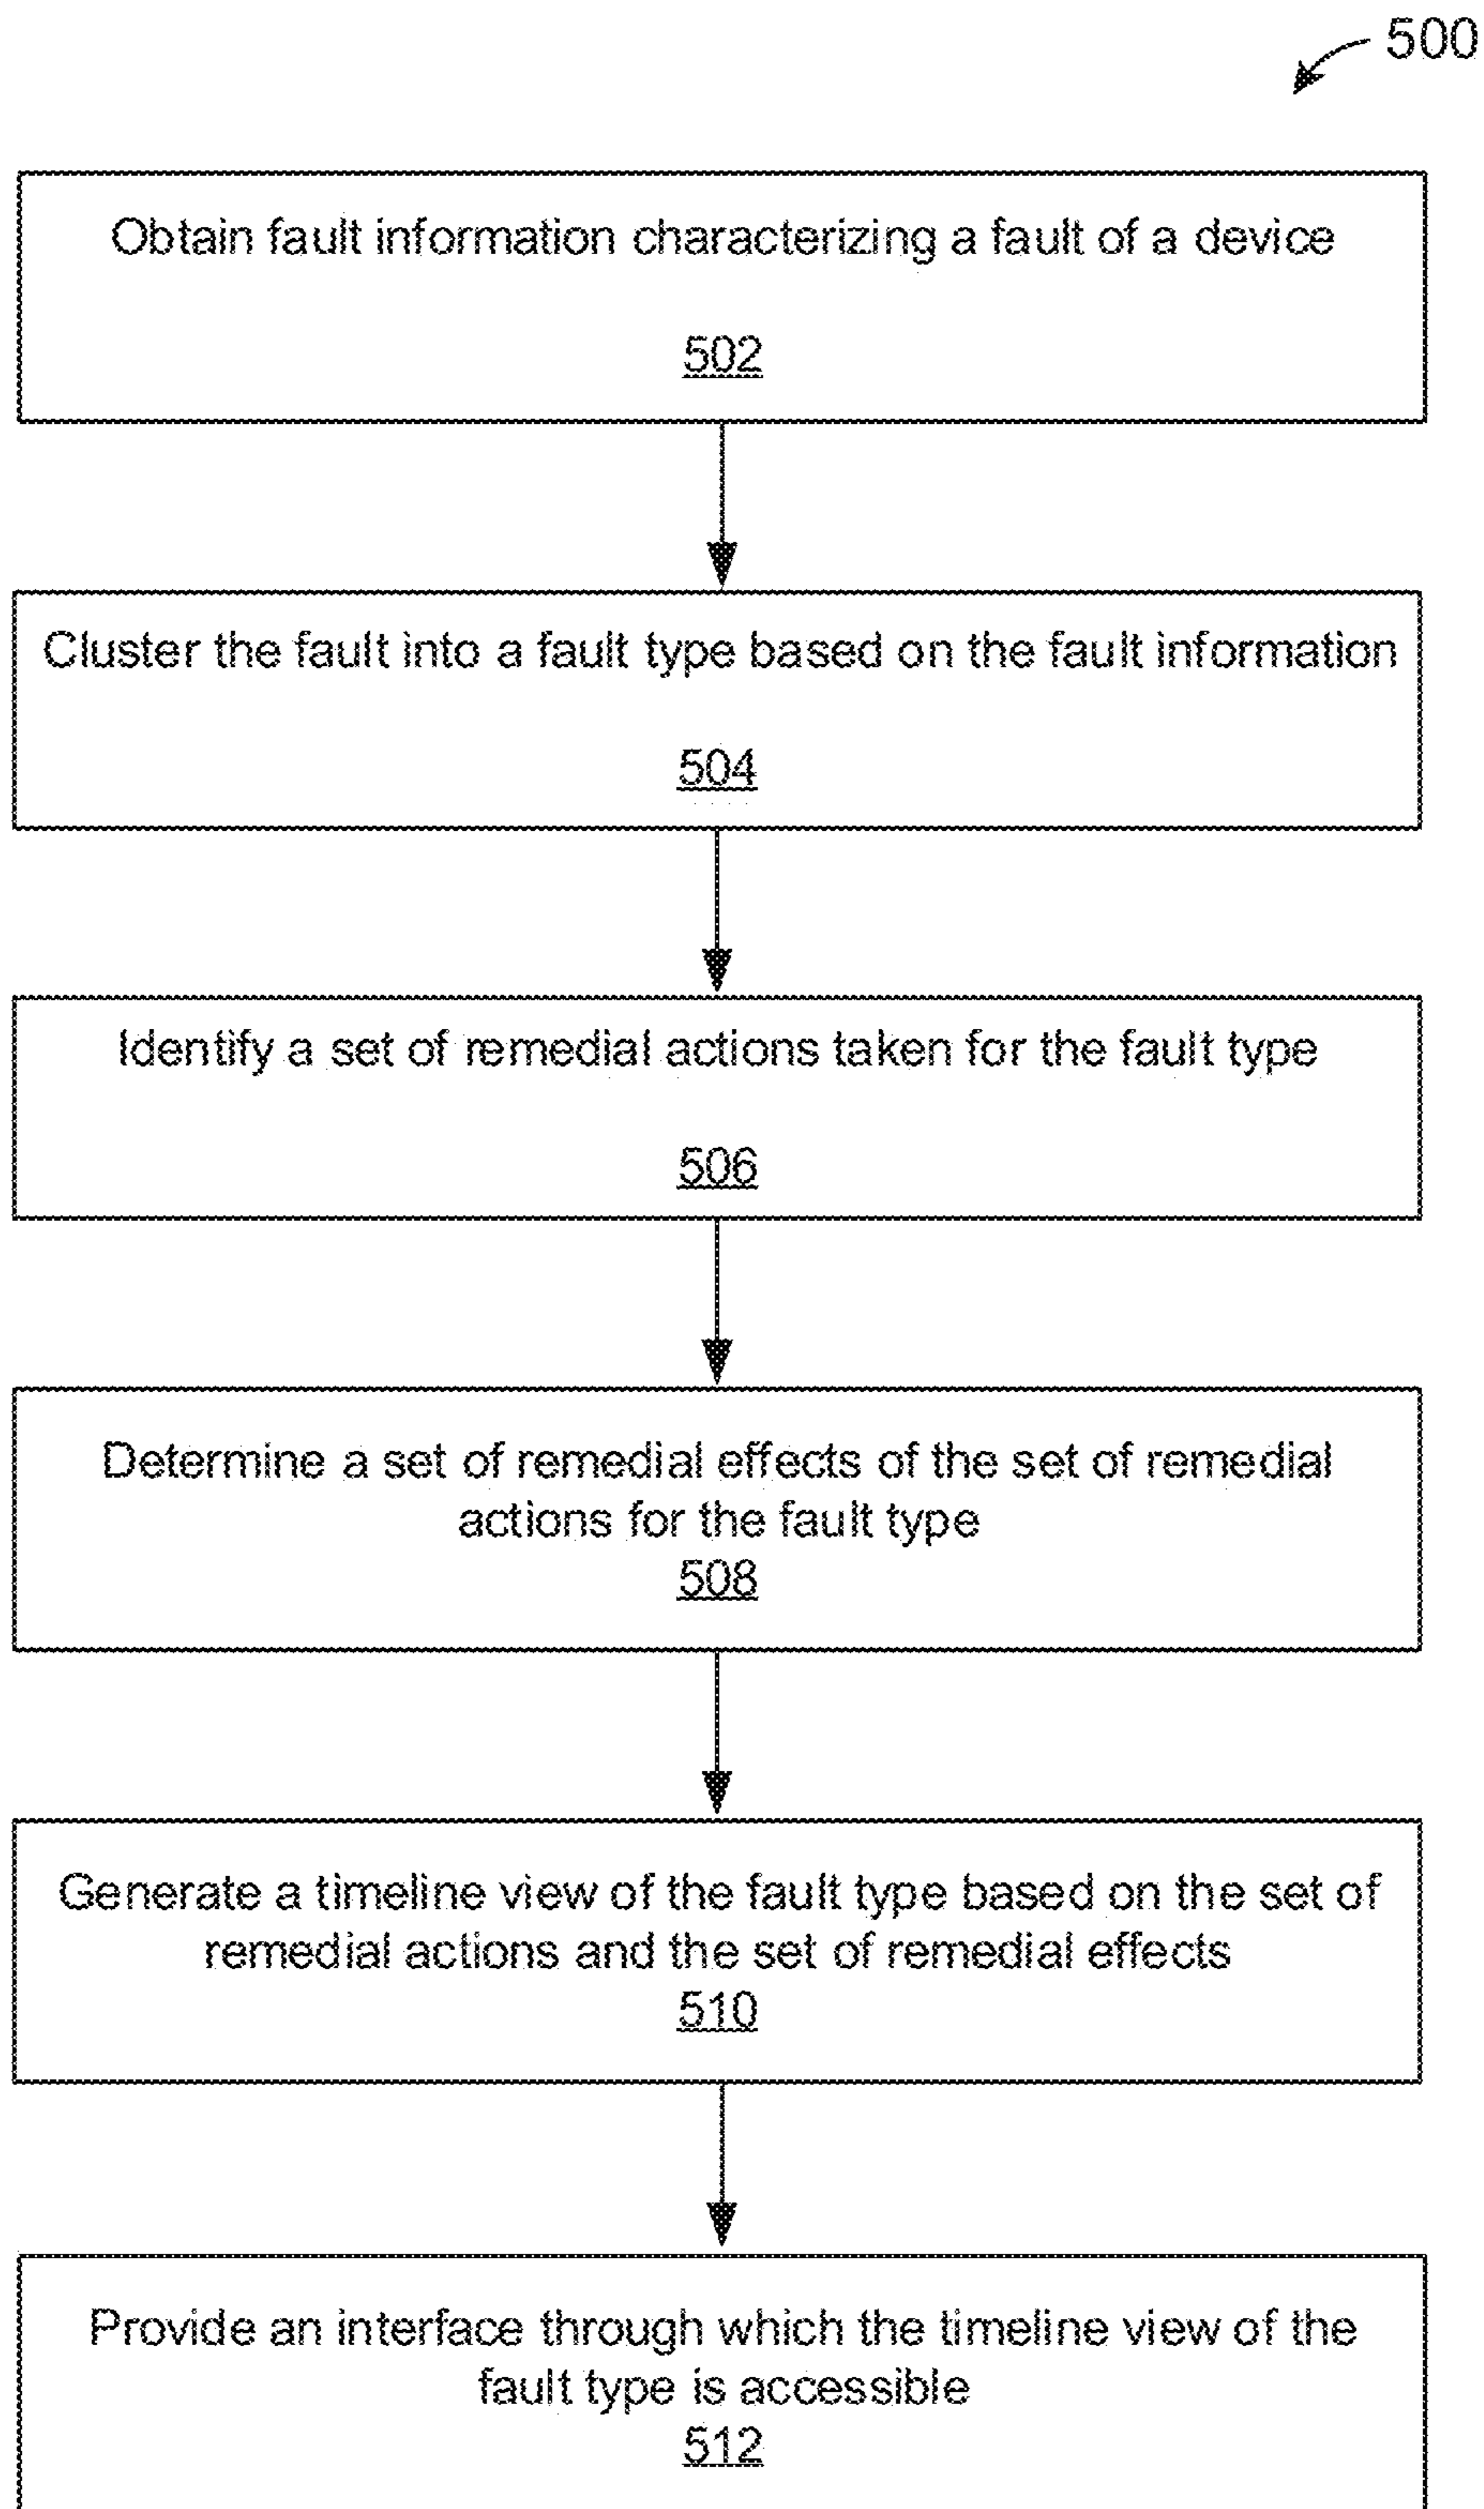 500
Obtain fault information characterizing a fault of a device
502
Cluster the fault into a fault type based on the fault information
504
Identify a set of remedial actions taken for the fault type
506
Determine a set of remedial effects of the set of remedial
actions for the fault type
508
Generate a timeline view of the fault type based on the set of
remedial actions and the set of remedial effects
510
Provide an interface through which the timeline view of the
fault type is accessible
512